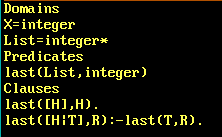 Domains
X=integer
List=integer*
Predicates
last(List,integer)
Clauses
last([H],H).
last([H|T],R):-last(T,R).